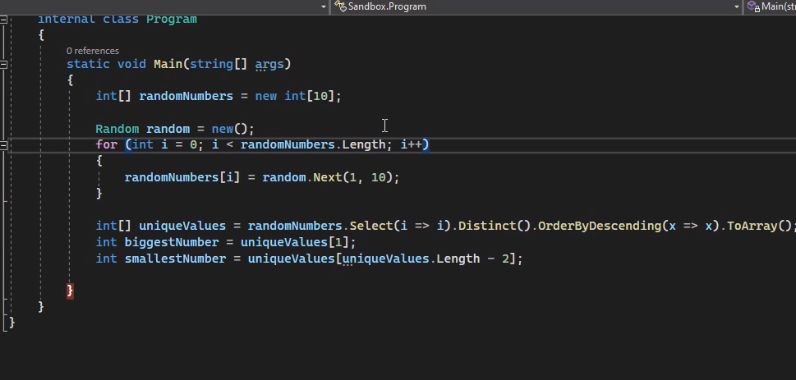 Sandbox.Program
Main(str
internal class Program
{
0 references
static void Main(string[] args)
{
int[] randomNumbers = new int[10];
Random random = new();
for (int i = 0; i < randomNumbers.Length; i++)
{
randomNumbers[i] = random.Next(1, 10);
}
int[] uniqueValues = randomNumbers.Select(i => i).Distinct().OrderByDescending(x => x).ToArray();
int biggestNumber = uniqueValues[1];
int smallestNumber = uniqueValues[uniqueValues.Length - 2];
}
}
}